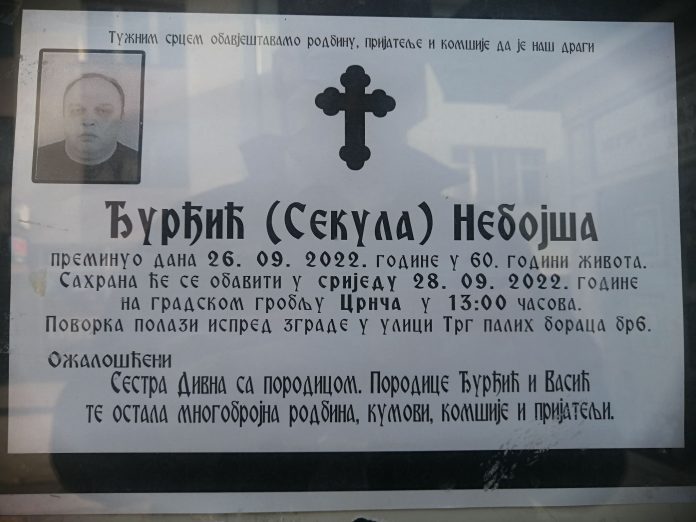 Тужним срцем обавјештавамо родбину, пријатеље и комшије да је наш драги
Ђурђић (Секула) Небојша
преминуо дана 26. 09. 2022. године у 60. години живота.
Сахрана ће се обавити у сриједу 28. 09. 2022. године
на градском гробљу Црнча у 13:00 часова.
Поворка полази испред зграде у улици Трг палих бораца бр6.
Ожалошћени
Сестра Дивна са породицом. Породице Ђурђић и Васић
те остала многобројна родбина, кумови, комшије и пријатељи.